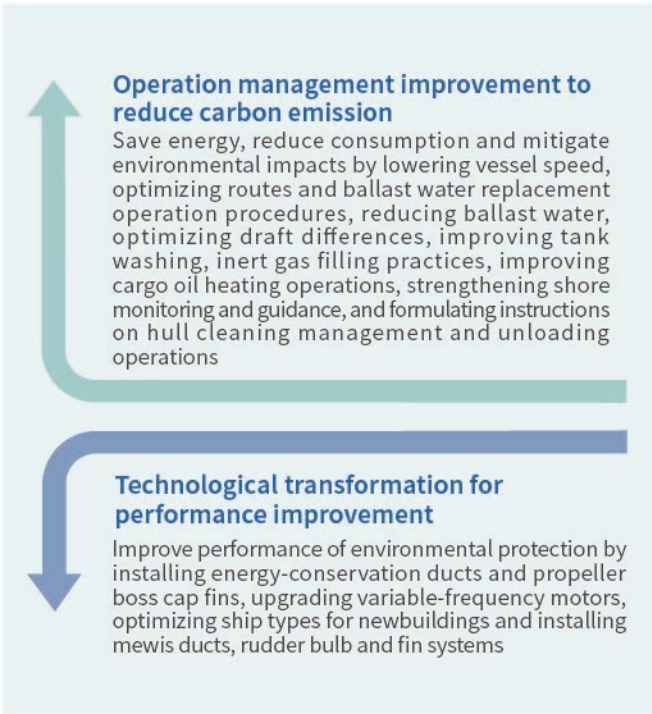 Operation management improvement to
reduce carbon emission
Save energy, reduce consumption and mitigate
environmental impacts by lowering vessel speed,
optimizing routes and ballast water replacement
operation procedures, reducing ballast water,
optimizing draft differences, improving tank
washing, inert gas filling practices, improving
cargo oil heating operations, strengthening shore
monitoring and guidance, and formulating instructions
on hull cleaning management and unloading
operations
Technological transformation for
performance improvement
Improve performance of environmental protection by
installing energy-conservation ducts and propeller
boss cap fins, upgrading variable-frequency motors,
optimizing ship types for newbuildings and installing
mewis ducts, rudder bulb and fin systems